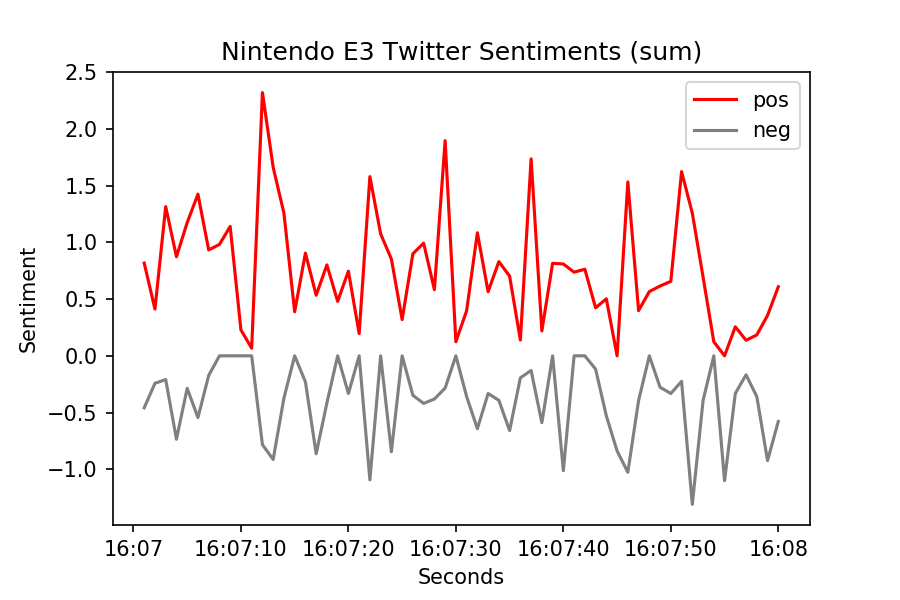 Nintendo E3 Twitter Sentiments (sum)
pos
neg
2.5
2.0
1.5
1.0
0.5
0.0
−0.5
−1.0
Sentiment
16:07 16:07:10 16:07:20 16:07:30 16:07:40 16:07:50 16:08
Seconds